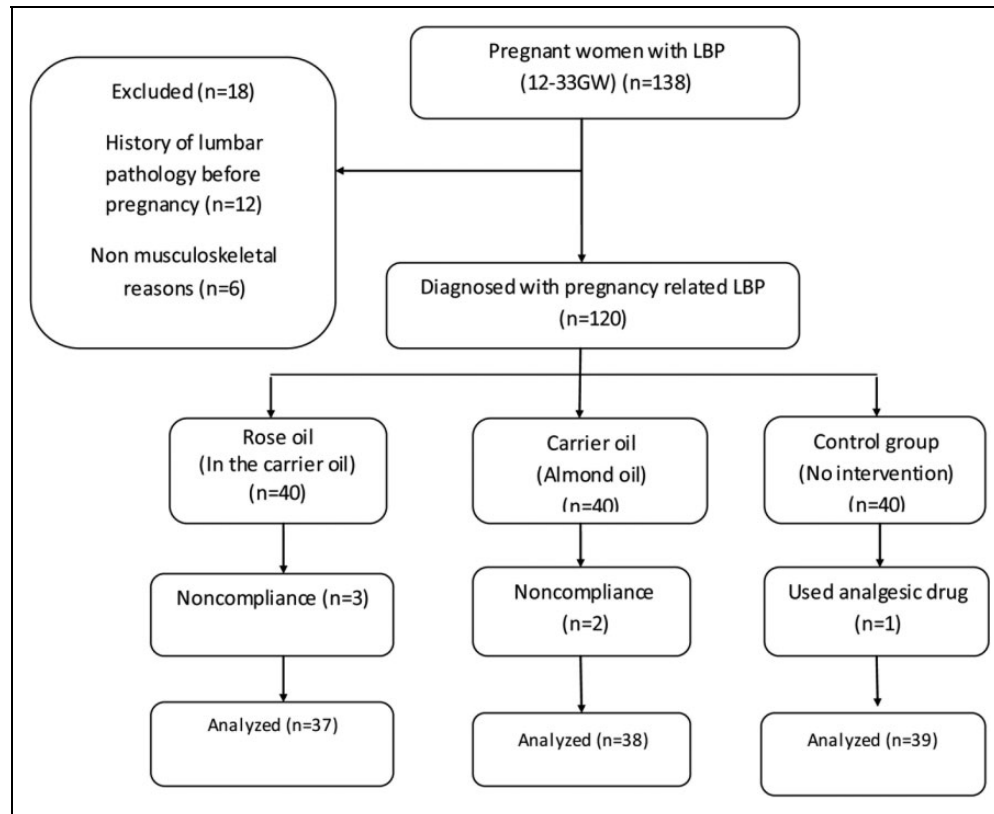 Pregnant women with LBP
(12-33GW) (n=138)
Excluded (n=18)
History of lumbar
pathology before
pregnancy (n=12)
Non musculoskeletal
reasons (n=6)
Diagnosed with pregnancy related LBP
(n=120)
Rose oil
(In the carrier oil)
(n=40)
Carrier oil
(Almond oil)
(n=40)
Control group
(No intervention)
(n=40)
Noncompliance (n=3)
Noncompliance
(n=2)
Used analgesic drug
(n=1)
Analyzed (n=37)
Analyzed (n=38)
Analyzed (n=39)